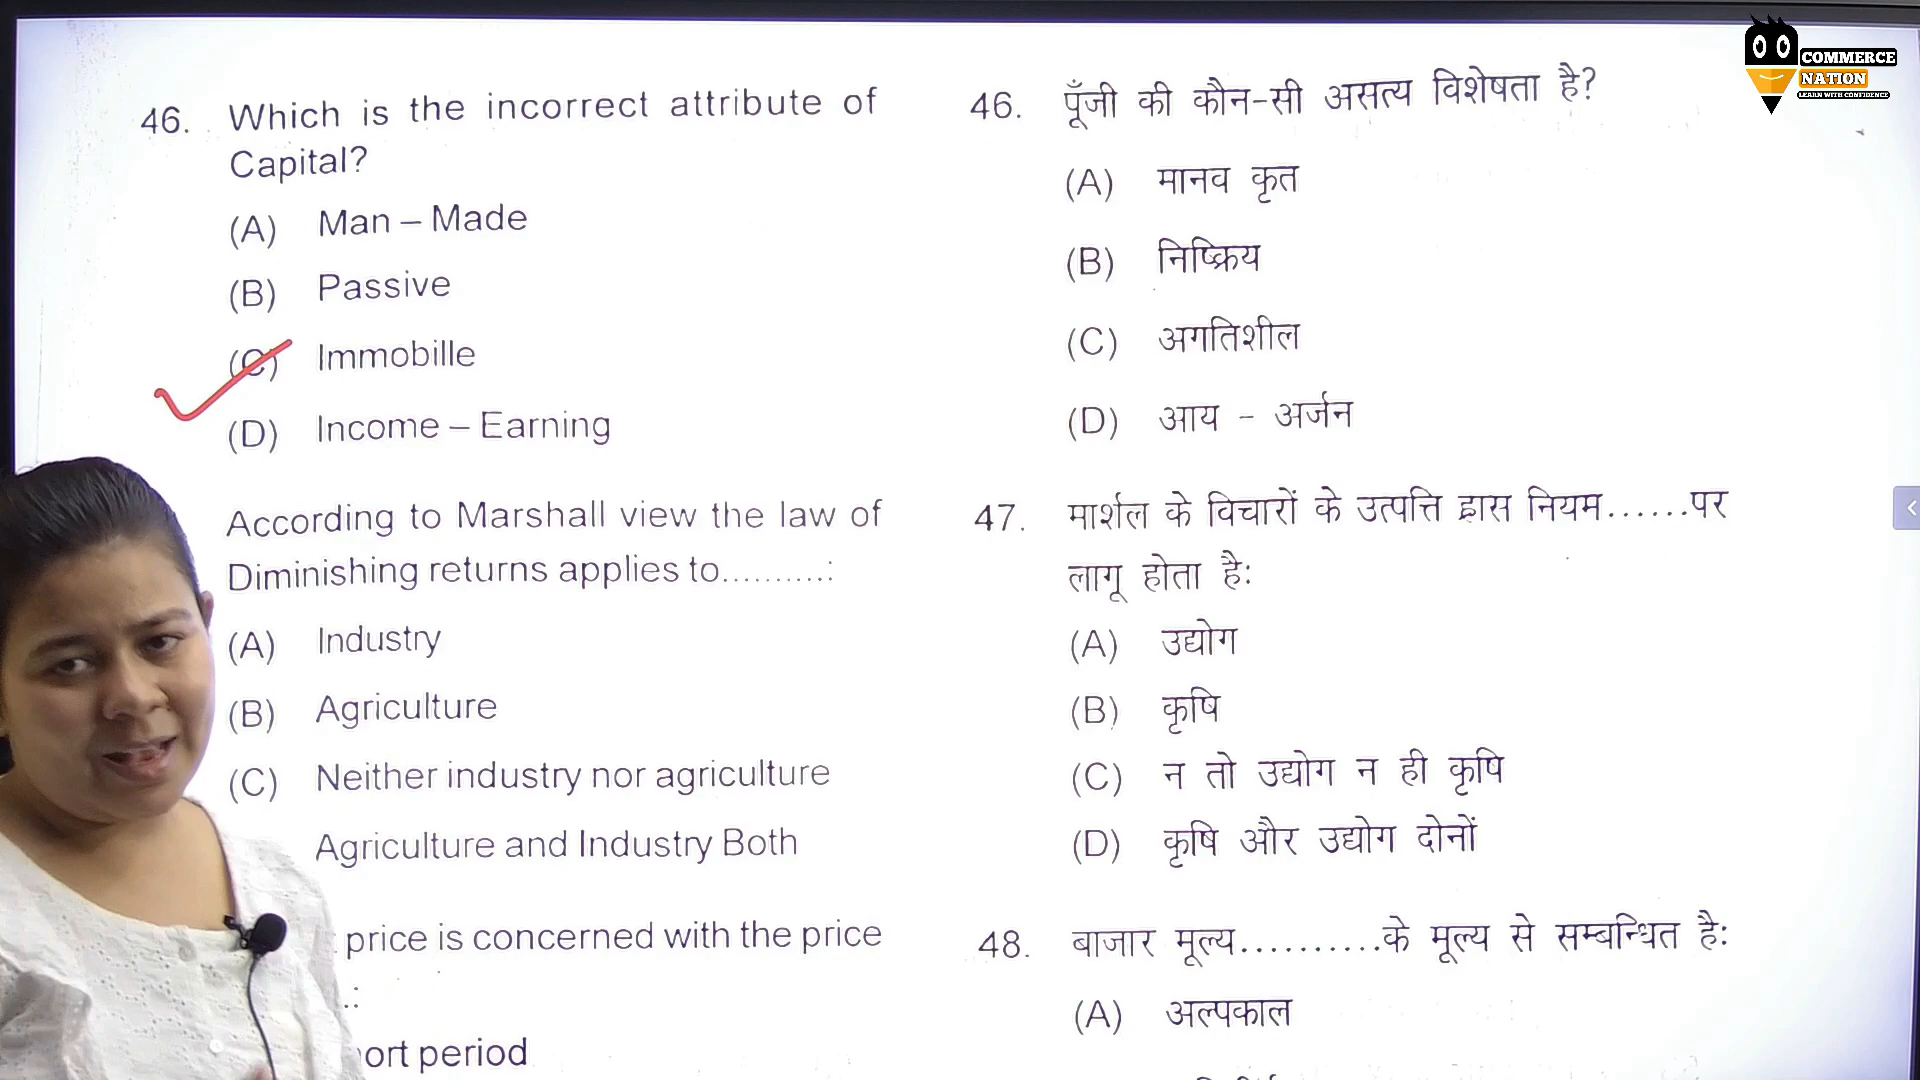 COMMERCE
NATION
LEARN WITH CONFIDENCE
46. Which is the incorrect attribute of
Capital?
(A) Man – Made
(B) Passive
(C) Immobille
(D) Income – Earning
According to Marshall view the law of
Diminishing returns applies to..........:
(A) Industry
(B) Agriculture
(C) Neither industry nor agriculture
Agriculture and Industry Both
price is concerned with the price
.:
period
46. पूँजी की कौन-सी असत्य विशेषता है?
(A) मानव कृत
(B) निष्क्रिय
(C) अगतिशील
(D) आय - अर्जन
47. मार्शल के विचारों के उत्पत्ति ह्रास नियम......पर
लागू होता है:
(A) उद्योग
(B) कृषि
(C) न तो उद्योग न ही कृषि
(D) कृषि और उद्योग दोनों
48. बाजार मूल्य..........के मूल्य से सम्बन्धित है:
(A) अल्पकाल